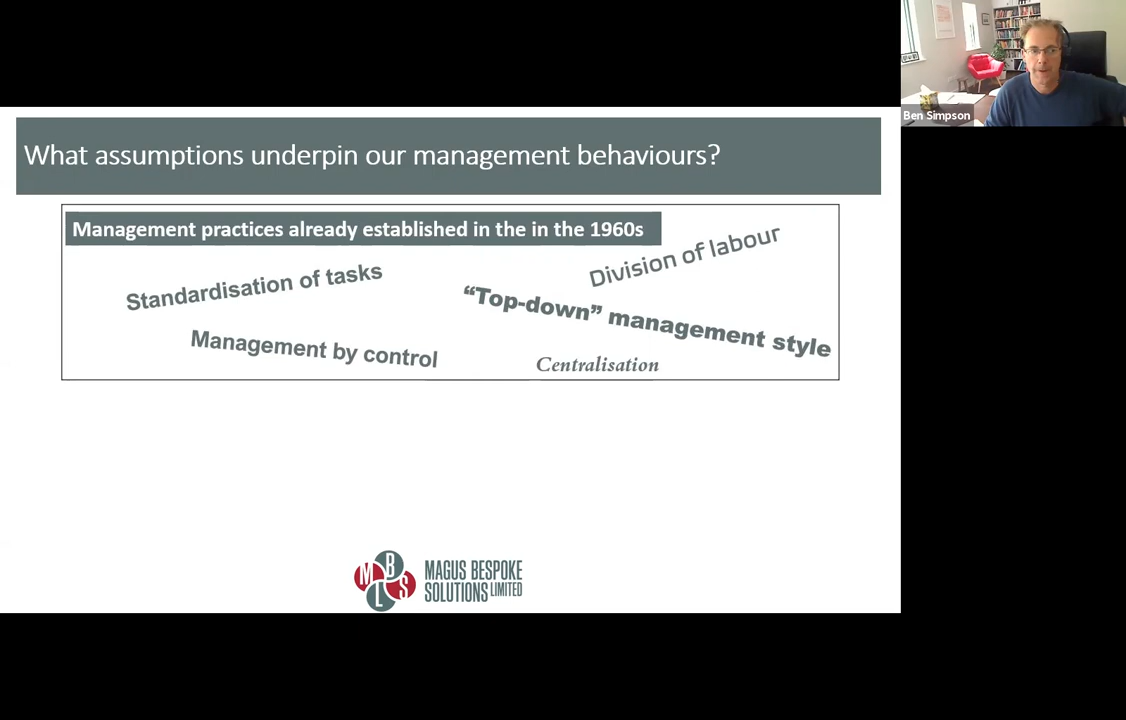 Ben Simpson
What assumptions underpin our management behaviours?
Management practices already established in the in the 1960s
Division of labour
Standardisation of tasks
“Top-down” management style
Management by control
Centralisation
M B L S
MAGUS BESPOKE
SOLUTIONS LIMITED